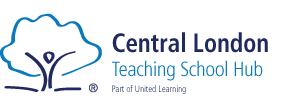 Central London
Teaching School Hub
Part of United Learning
®